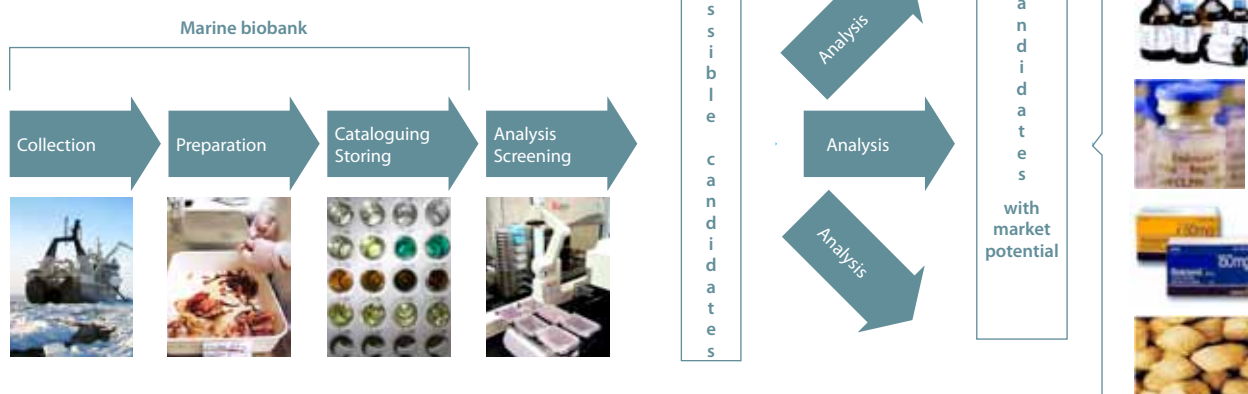 Marine biobank
Collection
Preparation
Cataloguing
Storing
Analysis
Screening
s
s
i
b
l
e
c
a
n
d
i
d
a
t
e
s
Analysis
Analysis
Analysis
a
n
d
i
d
a
t
e
s
with
market
potential